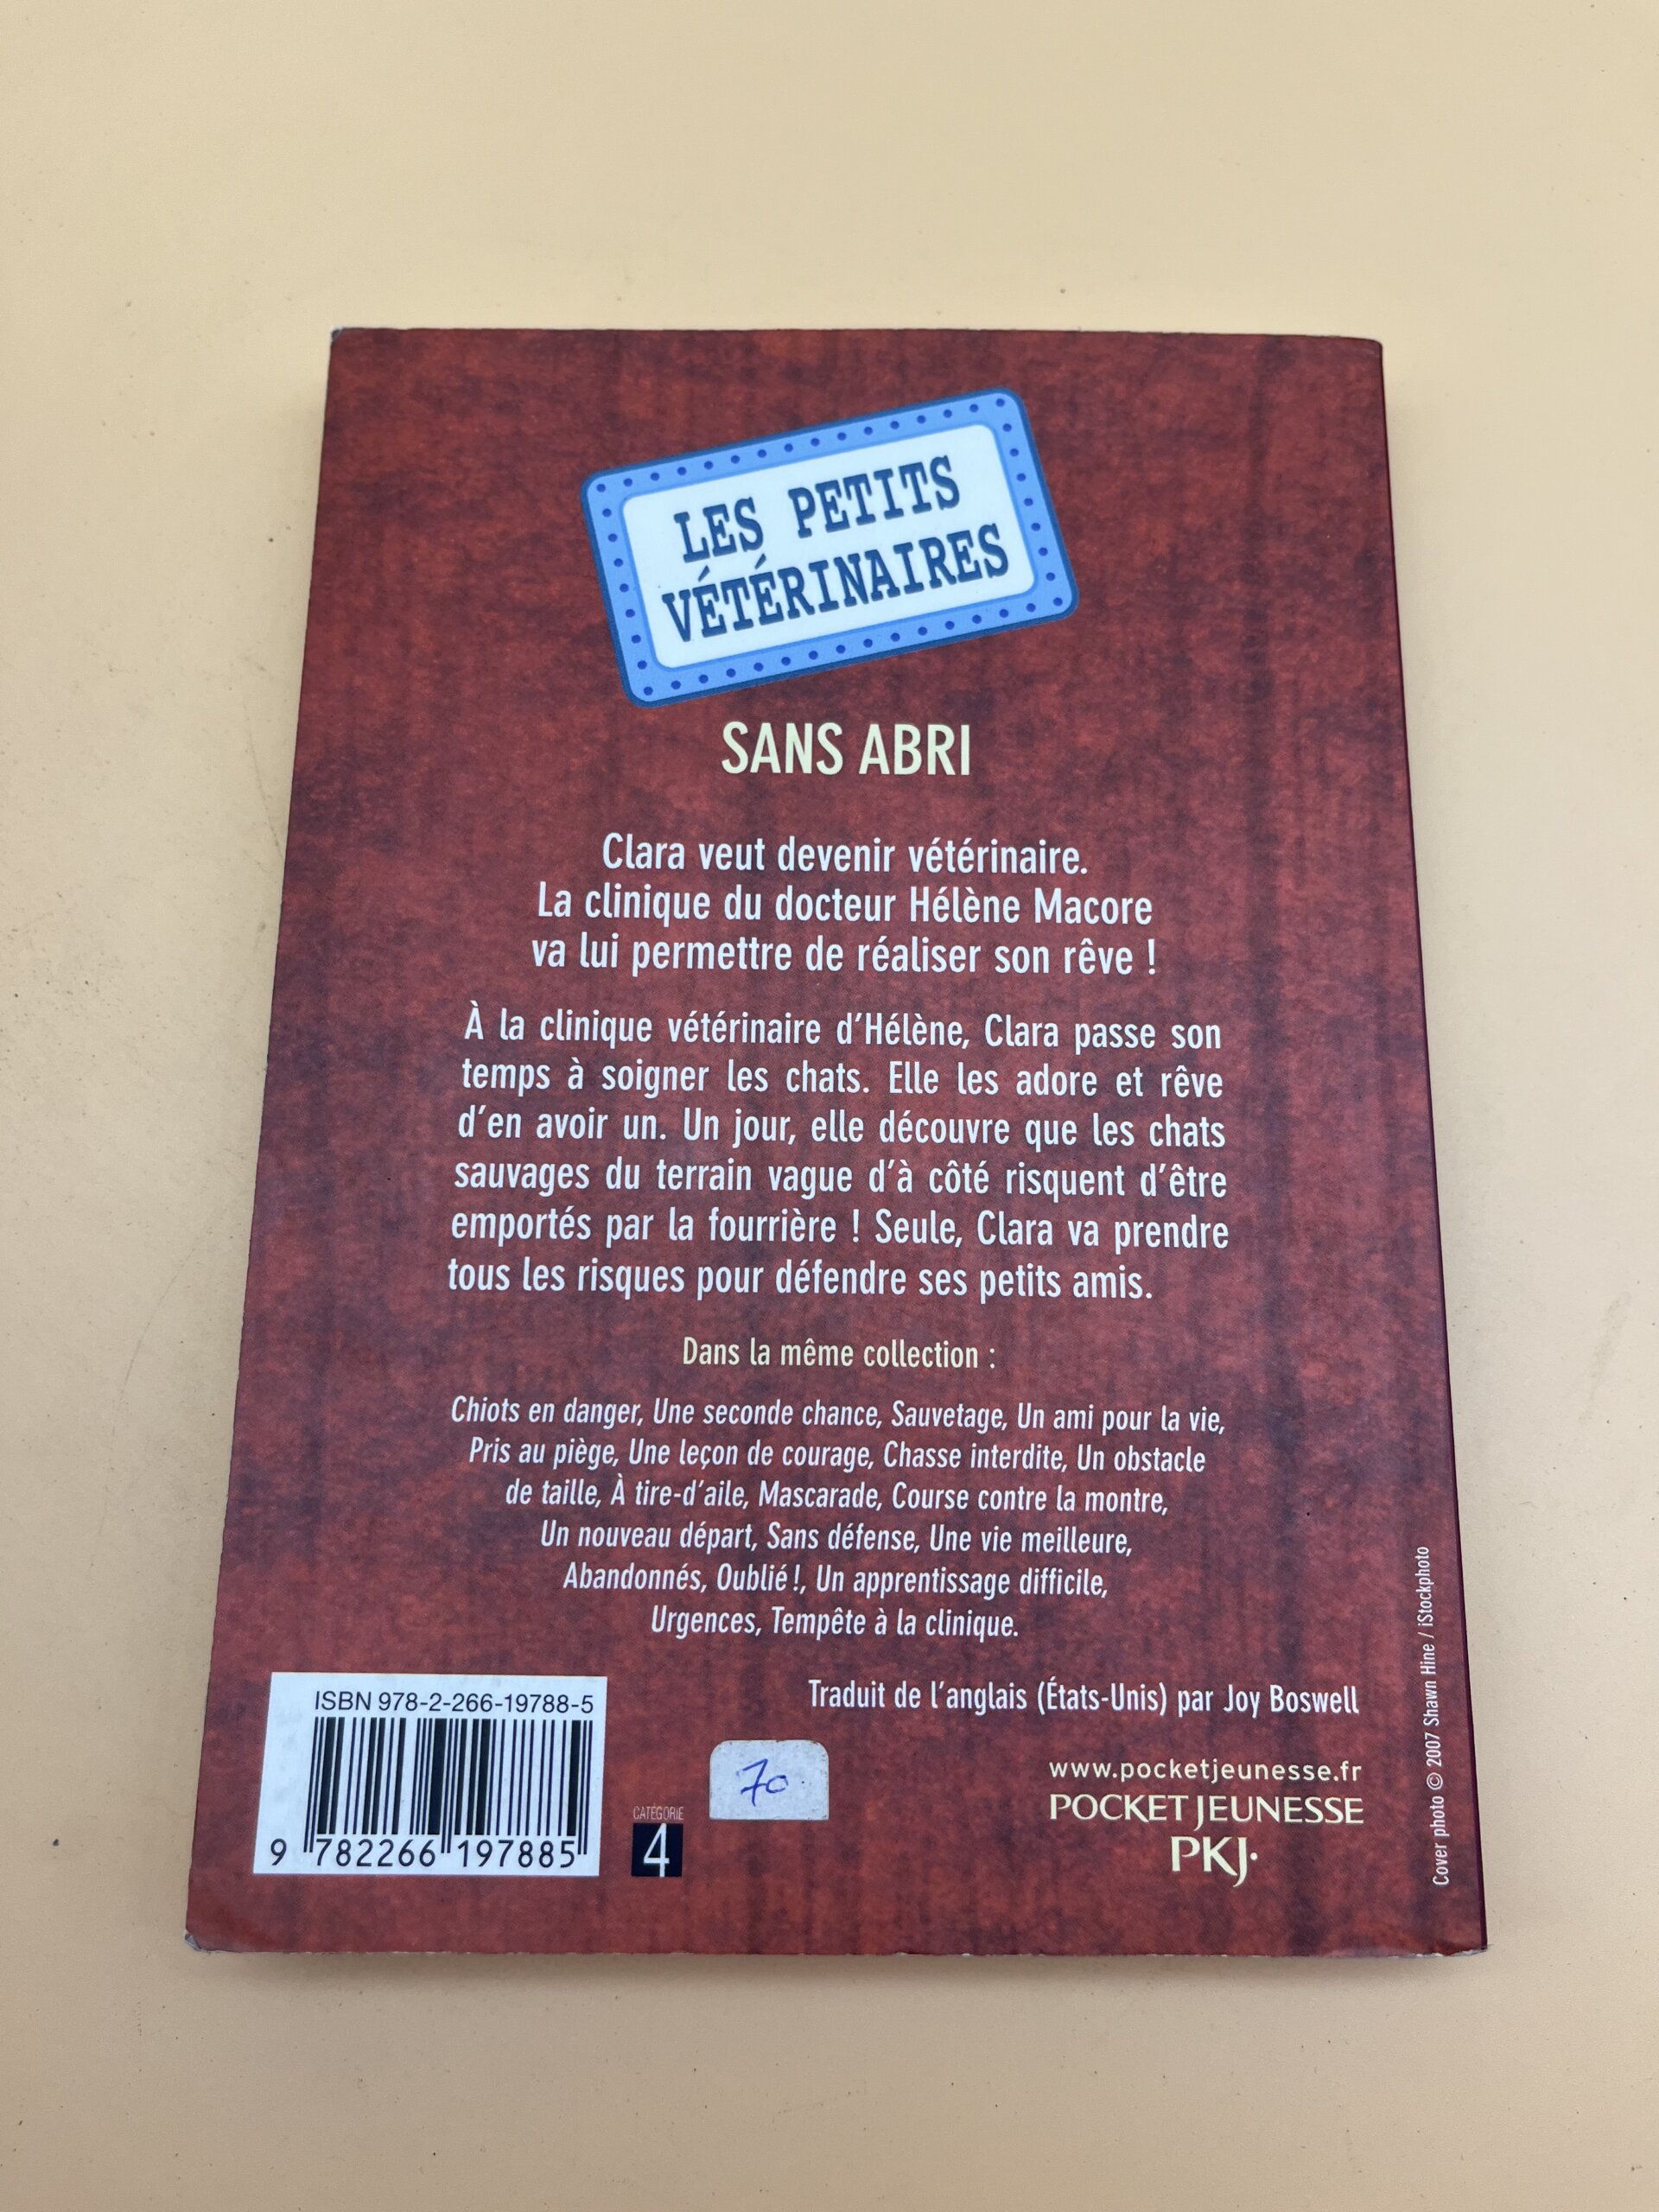 LES PETITS
VÉTÉRINAIRES
SANS ABRI
Clara veut devenir vétérinaire.
La clinique du docteur Hélène Macore
va lui permettre de réaliser son rêve !
À la clinique vétérinaire d'Hélène, Clara passe son
temps à soigner les chats. Elle les adore et rêve
d'en avoir un. Un jour, elle découvre que les chats
sauvages du terrain vague d'à côté risquent d'être
emportés par la fourrière ! Seule, Clara va prendre
tous les risques pour défendre ses petits amis.
Dans la même collection :
Chiots en danger, Une seconde chance, Sauvetage, Un ami pour la vie,
Pris au piège, Une leçon de courage, Chasse interdite, Un obstacle
de taille, À tire-d'aile, Mascarade, Course contre la montre,
Un nouveau départ, Sans défense, Une vie meilleure,
Abandonnés, Oublié !, Un apprentissage difficile,
Urgences, Tempête à la clinique.
Traduit de l'anglais (États-Unis) par Joy Boswell
ISBN 978-2-266-19788-5
9 782266 197885
CATÉGORIE
4
70
www.pocketjeunesse.fr
POCKET JEUNESSE
PKJ·
Cover photo © 2007 Shawn Hine / iStockphoto